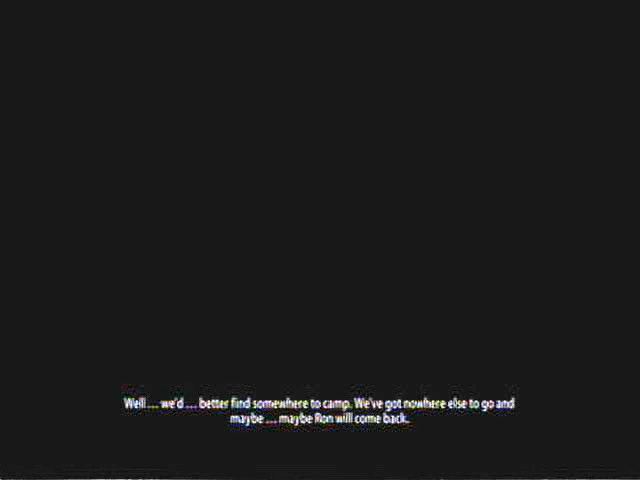 Well ... we'd ... better find somewhere to camp. We've got nowhere else to go and
maybe ... maybe Ron will come back.